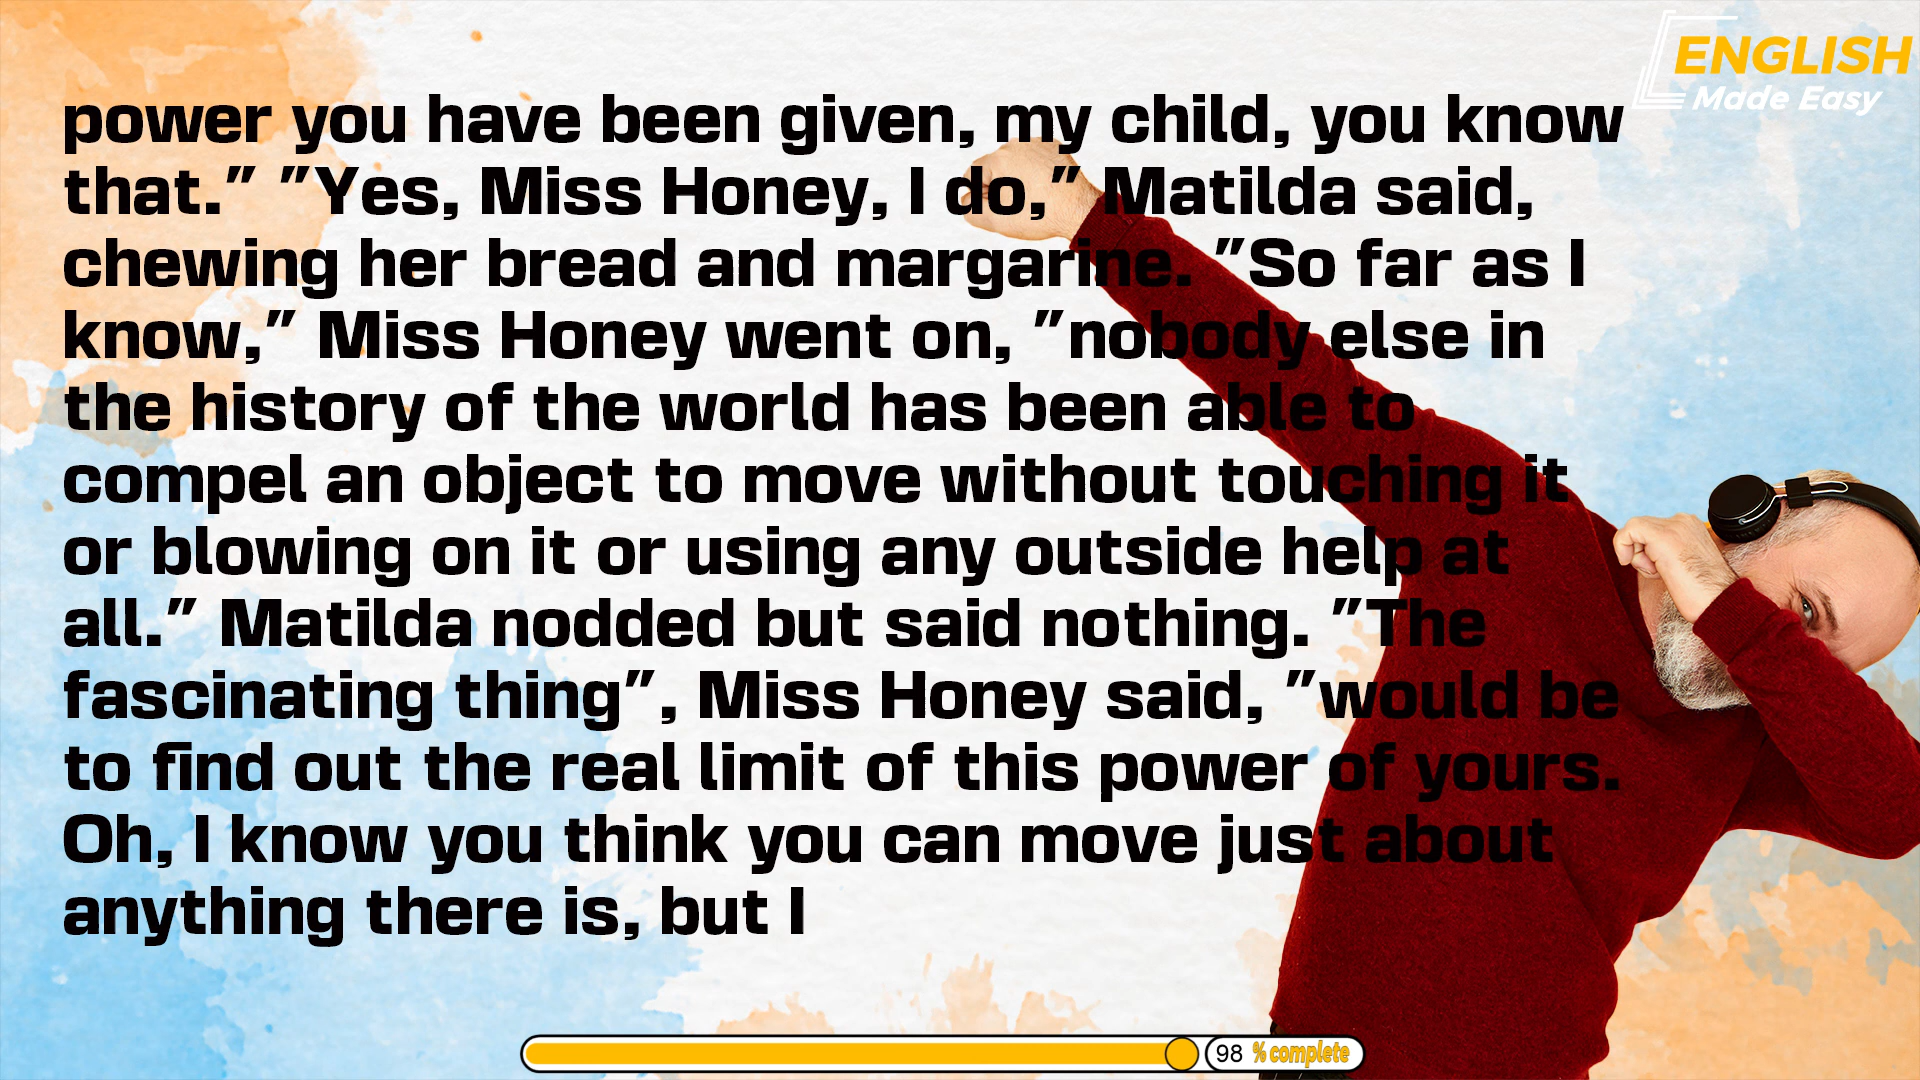 ENGLISH
Made Easy
power you have been given, my child, you know
that." "Yes, Miss Honey, I do," Matilda said,
chewing her bread and margarine. "So far as I
know," Miss Honey went on, "nobody else in
the history of the world has been able to
compel an object to move without touching it
or blowing on it or using any outside help at
all." Matilda nodded but said nothing. "The
fascinating thing", Miss Honey said, "would be
to find out the real limit of this power of yours.
Oh, I know you think you can move just about
anything there is, but I
98 % complete